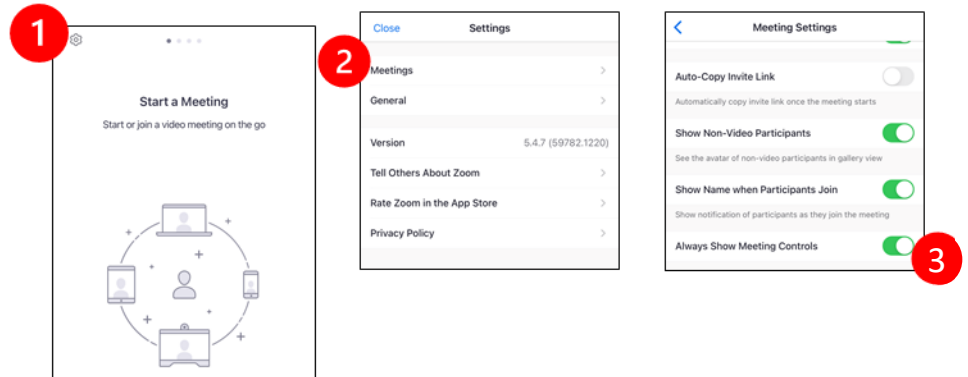 1
Start a Meeting
Start or join a video meeting on the go
2
Close Settings
Meetings
General
Version 5.4.7 (59782.1220)
Tell Others About Zoom
Rate Zoom in the App Store
Privacy Policy
Meeting Settings
Auto-Copy Invite Link
Automatically copy invite link once the meeting starts
Show Non-Video Participants
See the avatar of non-video participants in gallery view
Show Name when Participants Join
Show notification of participants as they join the meeting
Always Show Meeting Controls
3